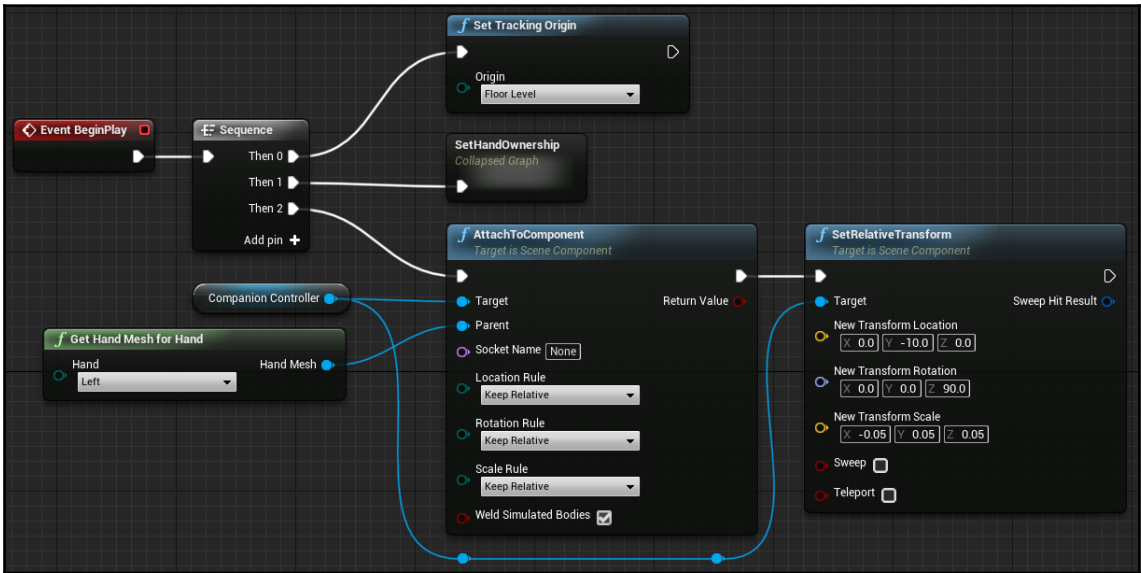 Set Tracking Origin
Origin
Floor Level
Event BeginPlay
Sequence
Then 0
Then 1
Then 2
Add pin
SetHandOwnership
Collapsed Graph
Companion Controller
Get Hand Mesh for Hand
Hand
Hand Mesh
Left
AttachToComponent
Target is Scene Component
Target
Return Value
Parent
Socket Name None
Location Rule
Keep Relative
Rotation Rule
Keep Relative
Scale Rule
Keep Relative
Weld Simulated Bodies
SetRelativeTransform
Target is Scene Component
Target
Sweep Hit Result
New Transform Location
X 0.0 Y -10.0 Z 0.0
New Transform Rotation
X 0.0 Y 0.0 Z 90.0
New Transform Scale
X -0.05 Y 0.05 Z 0.05
Sweep
Teleport